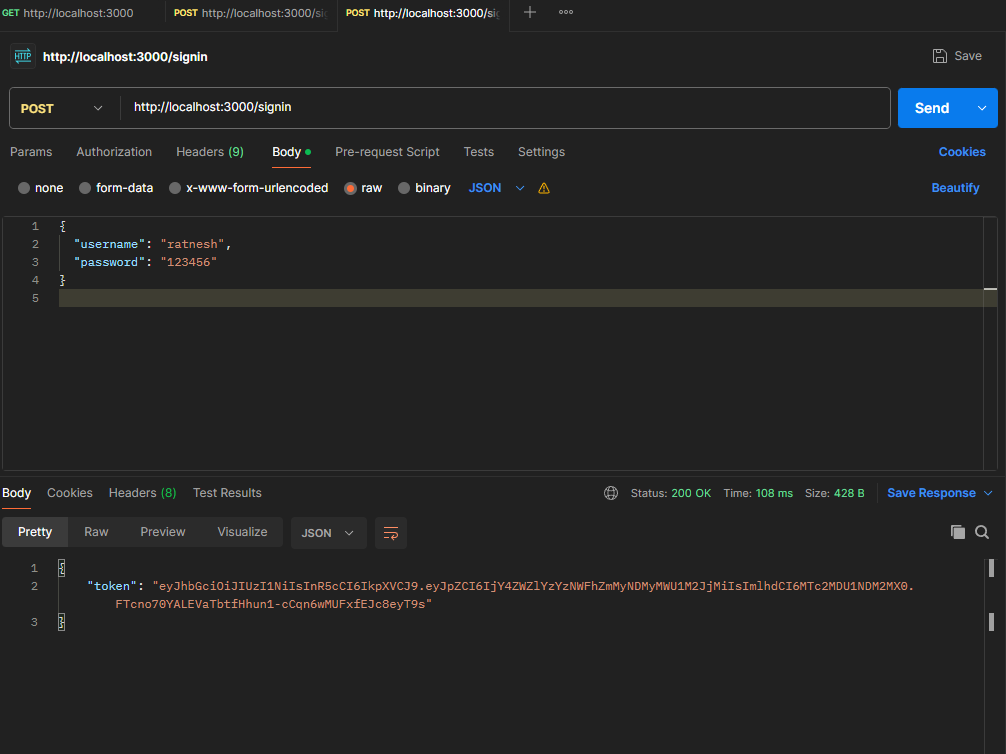 GET http://localhost:3000 POST http://localhost:3000/si POST http://localhost:3000/si
HTTP http://localhost:3000/signin Save
POST http://localhost:3000/signin Send
Params Authorization Headers (9) Body Pre-request Script Tests Settings Cookies
none form-data x-www-form-urlencoded raw binary JSON Beautify
1 {
2 "username": "ratnesh",
3 "password": "123456"
4 }
5
Body Cookies Headers (8) Test Results Status: 200 OK Time: 108 ms Size: 428 B Save Response
Pretty Raw Preview Visualize JSON
1 {
2 "token": "eyJhbGciOiJIUzI1NiIsInR5cCI6IkpXVCJ9.eyJpZCI6IjY4ZWZlYzYzNWFhZmMyNDMyMWU1M2JjMiIsImlhdCI6MTc2MDU1NDM2MX0.
FTcno70YALEVaTbtfHhun1-cCqn6wMUFxfEJc8eyT9s"
3 }